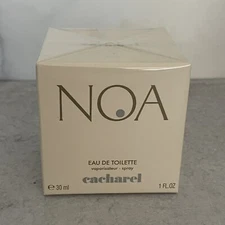 NOA
EAU DE TOILETTE
vaporisateur - spray
cacharel
e 30 ml 1 FL.OZ